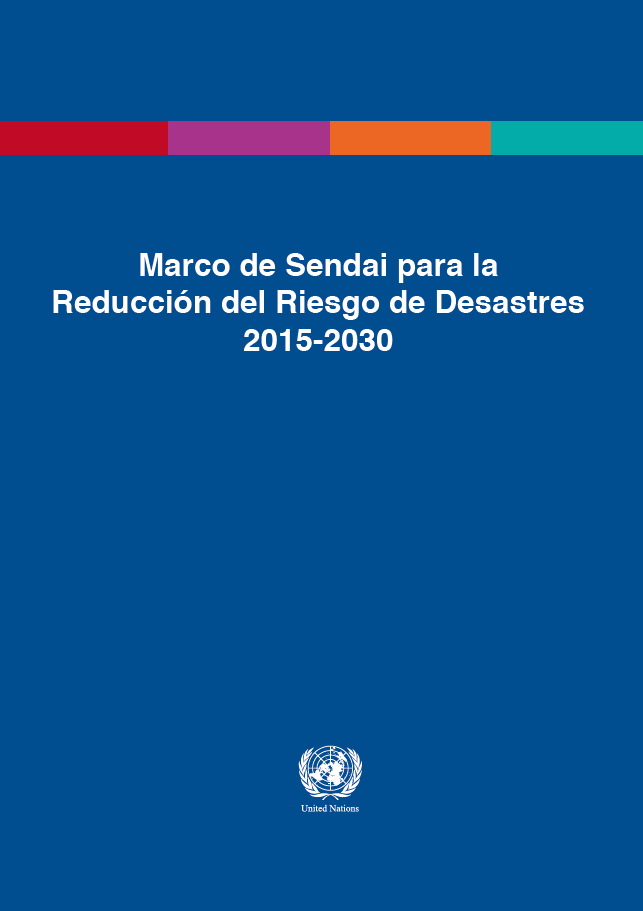 Marco de Sendai para la
Reducción del Riesgo de Desastres
2015-2030
United Nations